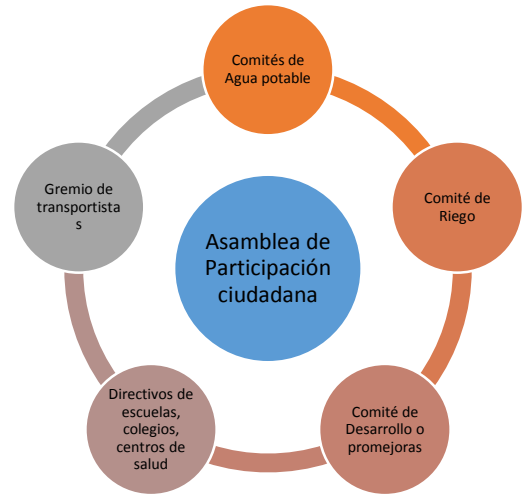 Comités de
Agua potable
Comité de
Riego
Comité de
Desarrollo o
promejoras
Directivos de
escuelas,
colegios,
centros de
salud
Gremio de
transportista
s
Asamblea de
Participación
ciudadana